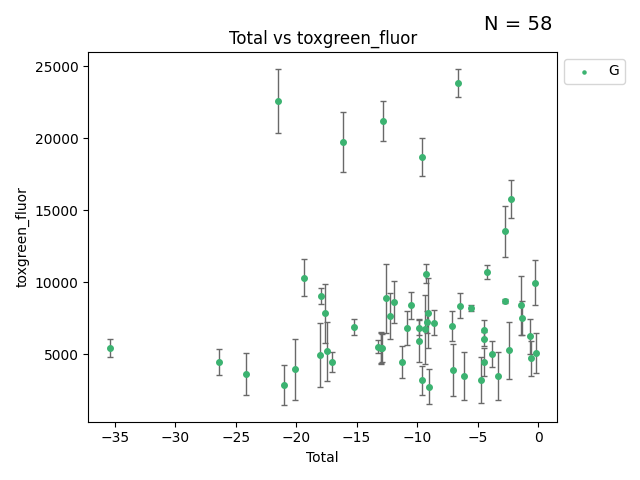 N = 58
Total vs toxgreen_fluor
G
25000
20000
15000
10000
5000
toxgreen_fluor
−35 −30 −25 −20 −15 −10 −5 0
Total